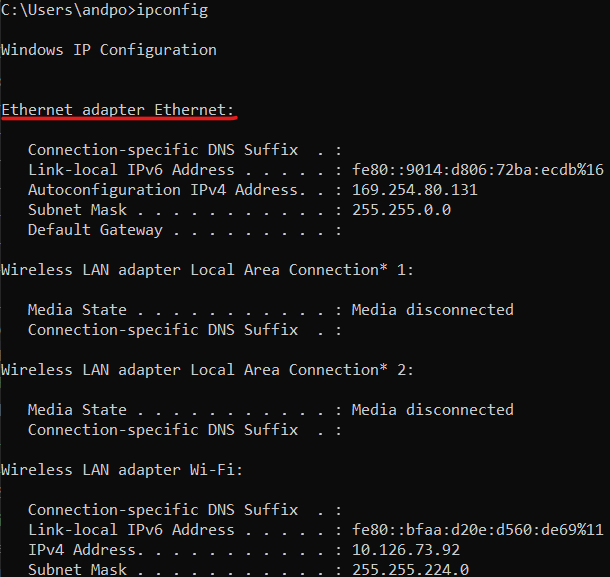 C:\Users\andpo>ipconfig
Windows IP Configuration
Ethernet adapter Ethernet:
   Connection-specific DNS Suffix  . :
   Link-local IPv6 Address . . . . . : fe80::9014:d806:72ba:ecdb%16
   Autoconfiguration IPv4 Address. . : 169.254.80.131
   Subnet Mask . . . . . . . . . . . : 255.255.0.0
   Default Gateway . . . . . . . . . :
Wireless LAN adapter Local Area Connection* 1:
   Media State . . . . . . . . . . . : Media disconnected
   Connection-specific DNS Suffix  . :
Wireless LAN adapter Local Area Connection* 2:
   Media State . . . . . . . . . . . : Media disconnected
   Connection-specific DNS Suffix  . :
Wireless LAN adapter Wi-Fi:
   Connection-specific DNS Suffix  . :
   Link-local IPv6 Address . . . . . : fe80::bfaa:d20e:d560:de69%11
   IPv4 Address. . . . . . . . . . . : 10.126.73.92
   Subnet Mask . . . . . . . . . . . : 255.255.224.0